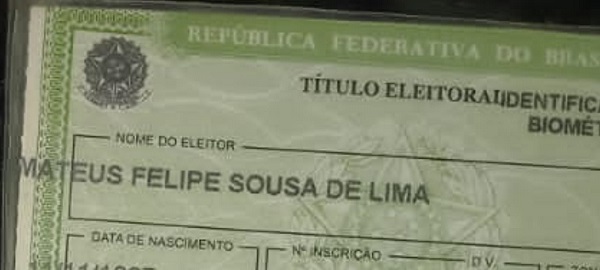 REPÚBLICA FEDERATIVA DO BRAS
TÍTULO ELEITORAL IDENTIFICA
BIOMÉT
NOME DO ELEITOR
MATEUS FELIPE SOUSA DE LIMA
DATA DE NASCIMENTO Nº INSCRIÇÃO D.V.